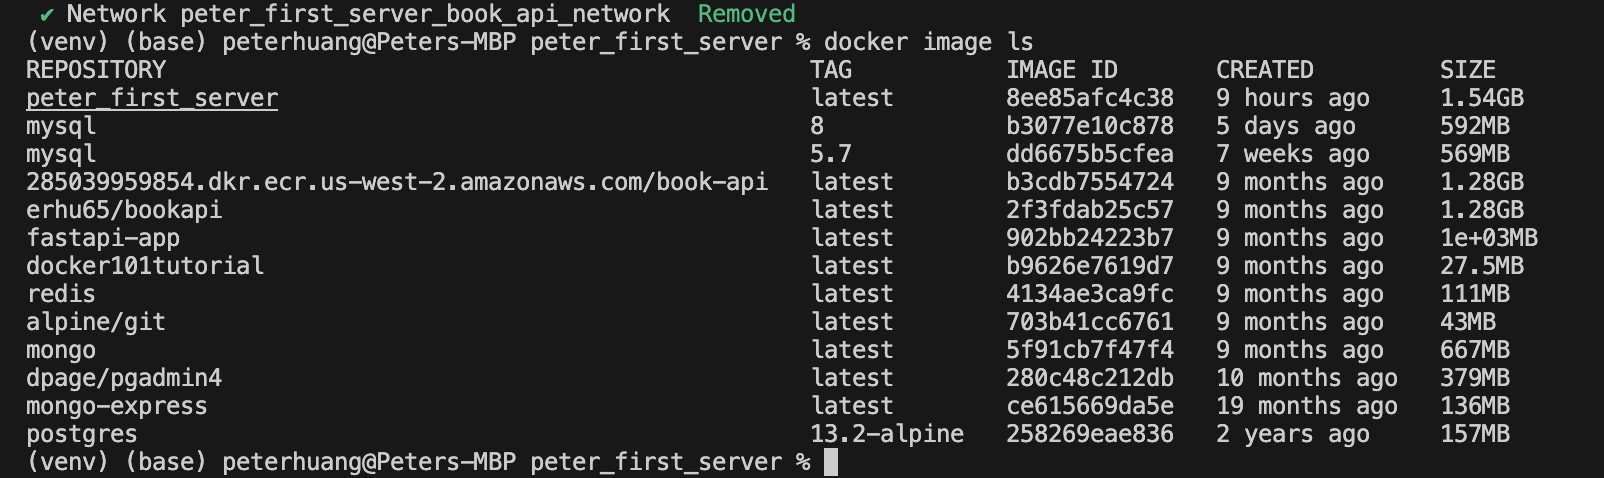 ✔ Network peter_first_server_book_api_network  Removed
(venv) (base) peterhuang@Peters-MBP peter_first_server % docker image ls
REPOSITORY TAG IMAGE ID CREATED SIZE
peter_first_server latest 8ee85afc4c38 9 hours ago 1.54GB
mysql 8 b3077e10c878 5 days ago 592MB
mysql 5.7 dd6675b5cfea 7 weeks ago 569MB
285039959854.dkr.ecr.us-west-2.amazonaws.com/book-api latest b3cdb7554724 9 months ago 1.28GB
erhu65/bookapi latest 2f3fdab25c57 9 months ago 1.28GB
fastapi-app latest 902bb24223b7 9 months ago 1e+03MB
docker101tutorial latest b9626e7619d7 9 months ago 27.5MB
redis latest 4134ae3ca9fc 9 months ago 111MB
alpine/git latest 703b41cc6761 9 months ago 43MB
mongo latest 5f91cb7f47f4 9 months ago 667MB
dpage/pgadmin4 latest 280c48c212db 10 months ago 379MB
mongo-express latest ce615669da5e 19 months ago 136MB
postgres 13.2-alpine 258269eae836 2 years ago 157MB
(venv) (base) peterhuang@Peters-MBP peter_first_server %